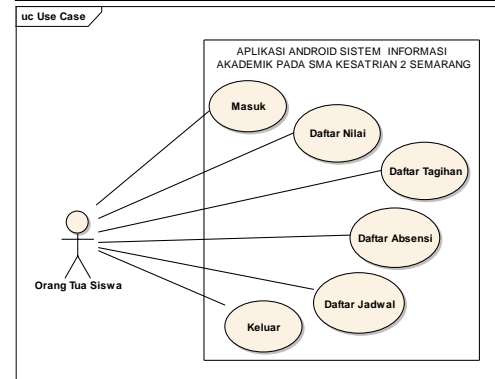 uc Use Case
APLIKASI ANDROID SISTEM INFORMASI
AKADEMIK PADA SMA KESATRIAN 2 SEMARANG
Masuk
Daftar Nilai
Daftar Tagihan
Daftar Absensi
Orang Tua Siswa
Daftar Jadwal
Keluar